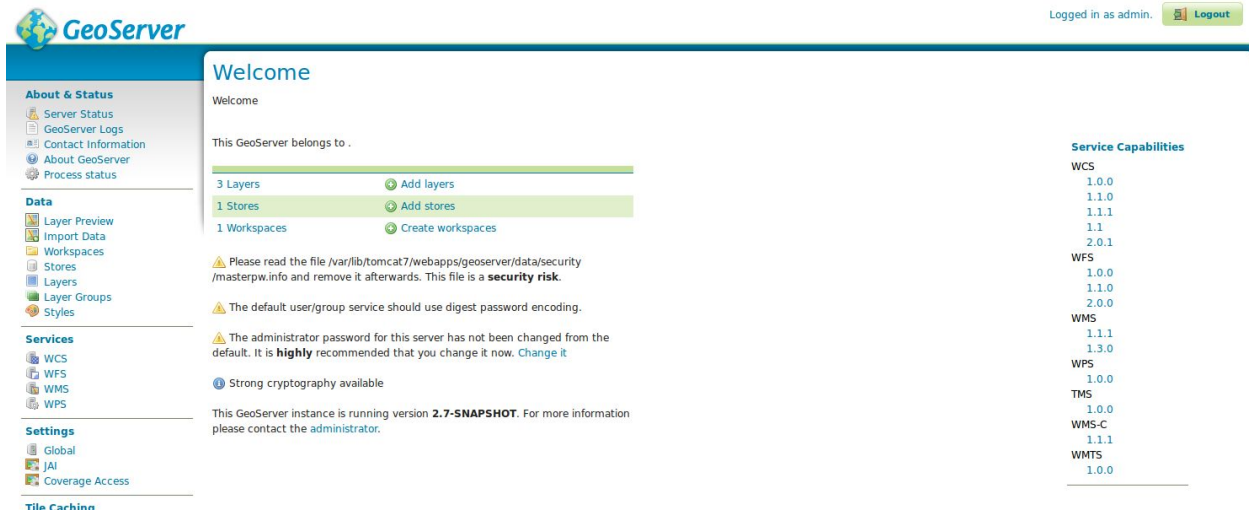 GeoServer
Logged in as admin.
Logout
About & Status
Server Status
GeoServer Logs
Contact Information
About GeoServer
Process status
Data
Layer Preview
Import Data
Workspaces
Stores
Layers
Layer Groups
Styles
Services
WCS
WFS
WMS
WPS
Settings
Global
JAI
Coverage Access
Tile Caching
Welcome
Welcome
This GeoServer belongs to .
3 Layers Add layers
1 Stores Add stores
1 Workspaces Create workspaces
Please read the file /var/lib/tomcat7/webapps/geoserver/data/security
/masterpw.info and remove it afterwards. This file is a security risk.
The default user/group service should use digest password encoding.
The administrator password for this server has not been changed from the
default. It is highly recommended that you change it now. Change it
Strong cryptography available
This GeoServer instance is running version 2.7-SNAPSHOT. For more information
please contact the administrator.
Service Capabilities
WCS
1.0.0
1.1.0
1.1.1
1.1
2.0.1
WFS
1.0.0
1.1.0
2.0.0
WMS
1.1.1
1.3.0
WPS
1.0.0
TMS
1.0.0
WMS-C
1.1.1
WMTS
1.0.0